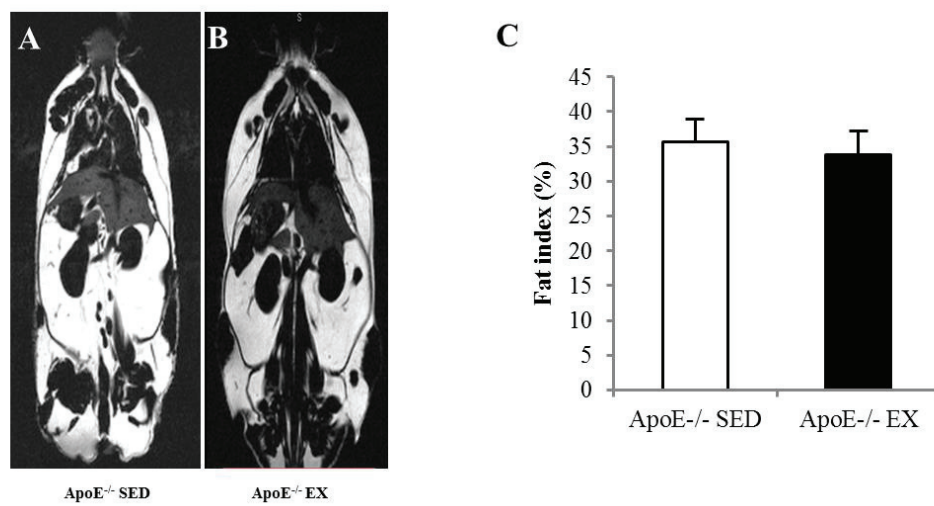 A
B
S
ApoE-/- SED
ApoE-/- EX
C
Fat index (%)
45
40
35
30
25
20
15
10
5
0
ApoE-/- SED
ApoE-/- EX